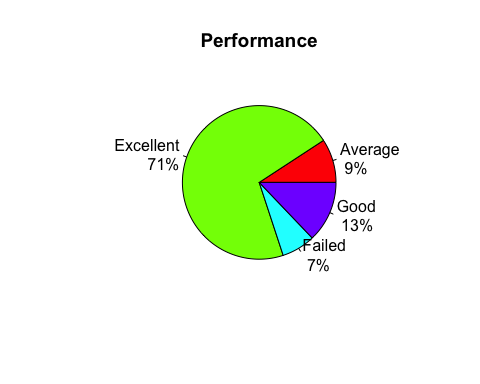 Performance
Excellent
71%
Average
9%
Good
13%
Failed
7%